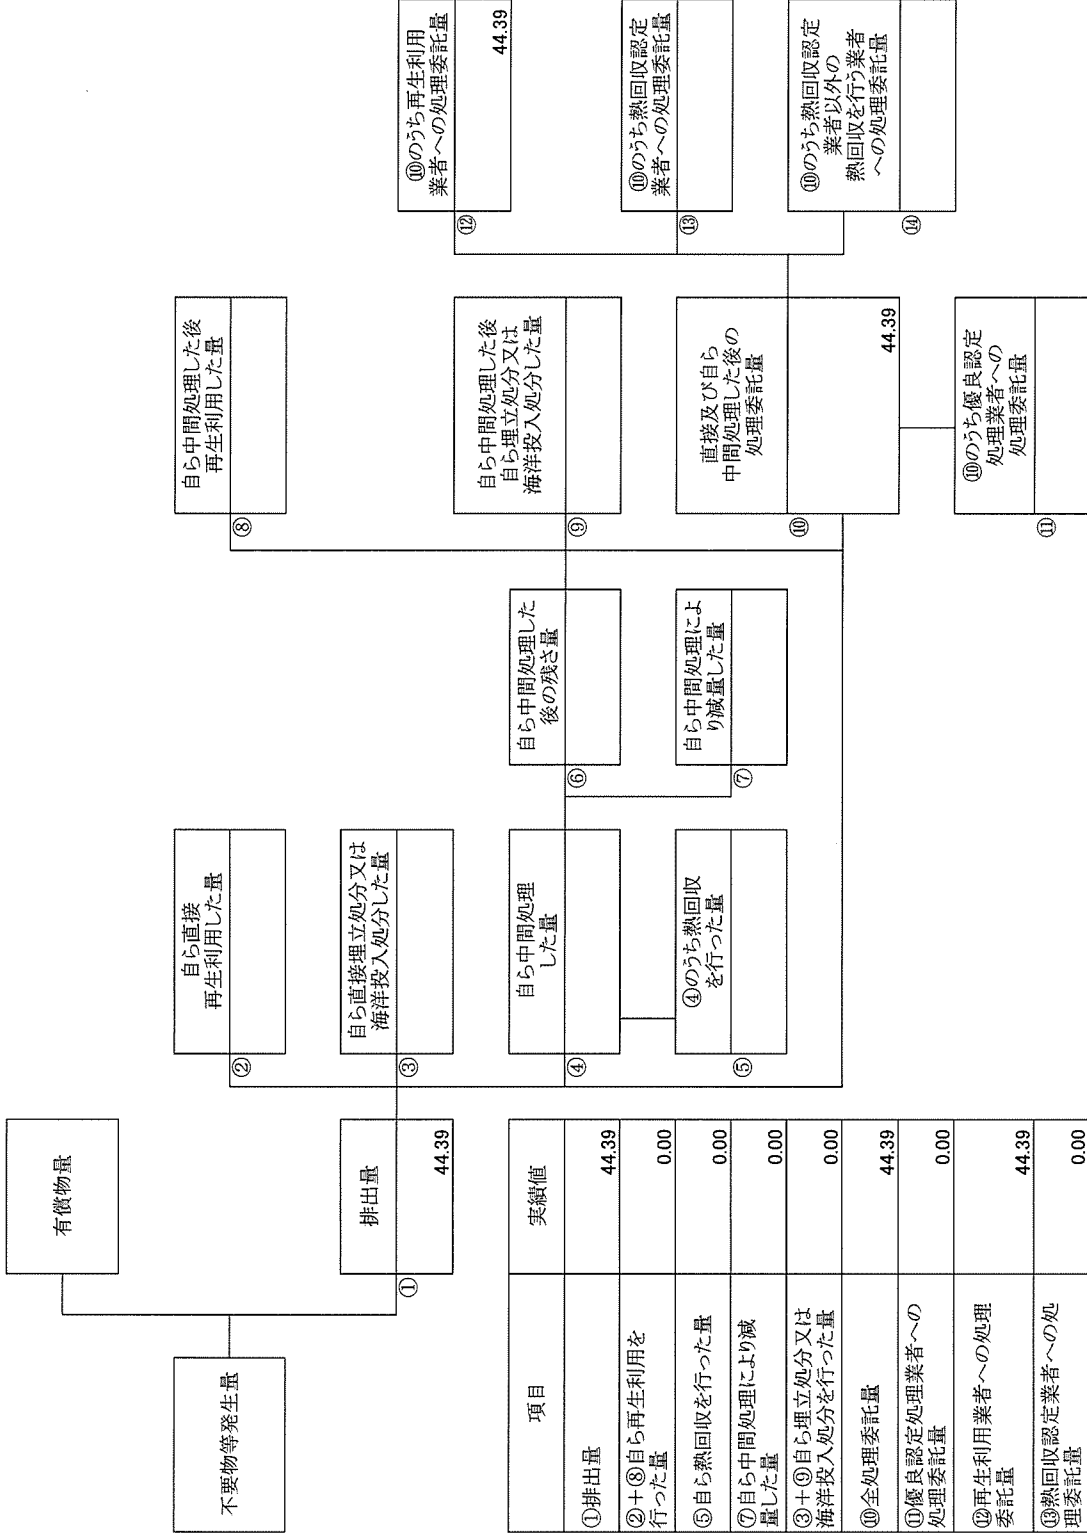 不要物等発生量
有償物量
排出量
①
44.39
②
自ら直接
再生利用した量
③
自ら直接埋立処分又は
海洋投入処分した量
④
自ら中間処理
した量
⑤
④のうち熱回収
を行った量
⑥
自ら中間処理した
後の残さ量
⑦
自ら中間処理によ
り減量した量
⑧
自ら中間処理した後
再生利用した量
⑨
自ら中間処理した後
自ら埋立処分又は
海洋投入処分した量
⑩
直接及び自ら
中間処理した後の
処理委託量
44.39
⑪
⑩のうち優良認定
処理業者への
処理委託量
⑫
⑩のうち再生利用
業者への処理委託量
44.39
⑬
⑩のうち熱回収認定
業者への処理委託量
⑭
⑩のうち熱回収認定
業者以外の
熱回収を行う業者
への処理委託量
項目 実績値
①排出量 44.39
②+⑧自ら再生利用を
行った量 0.00
⑤自ら熱回収を行った量 0.00
⑦自ら中間処理により減
量した量 0.00
③+⑨自ら埋立処分又は
海洋投入処分を行った量 0.00
⑩全処理委託量 44.39
⑪優良認定処理業者への
処理委託量 0.00
⑫再生利用業者への処理
委託量 44.39
⑬熱回収認定業者への処
理委託量 0.00